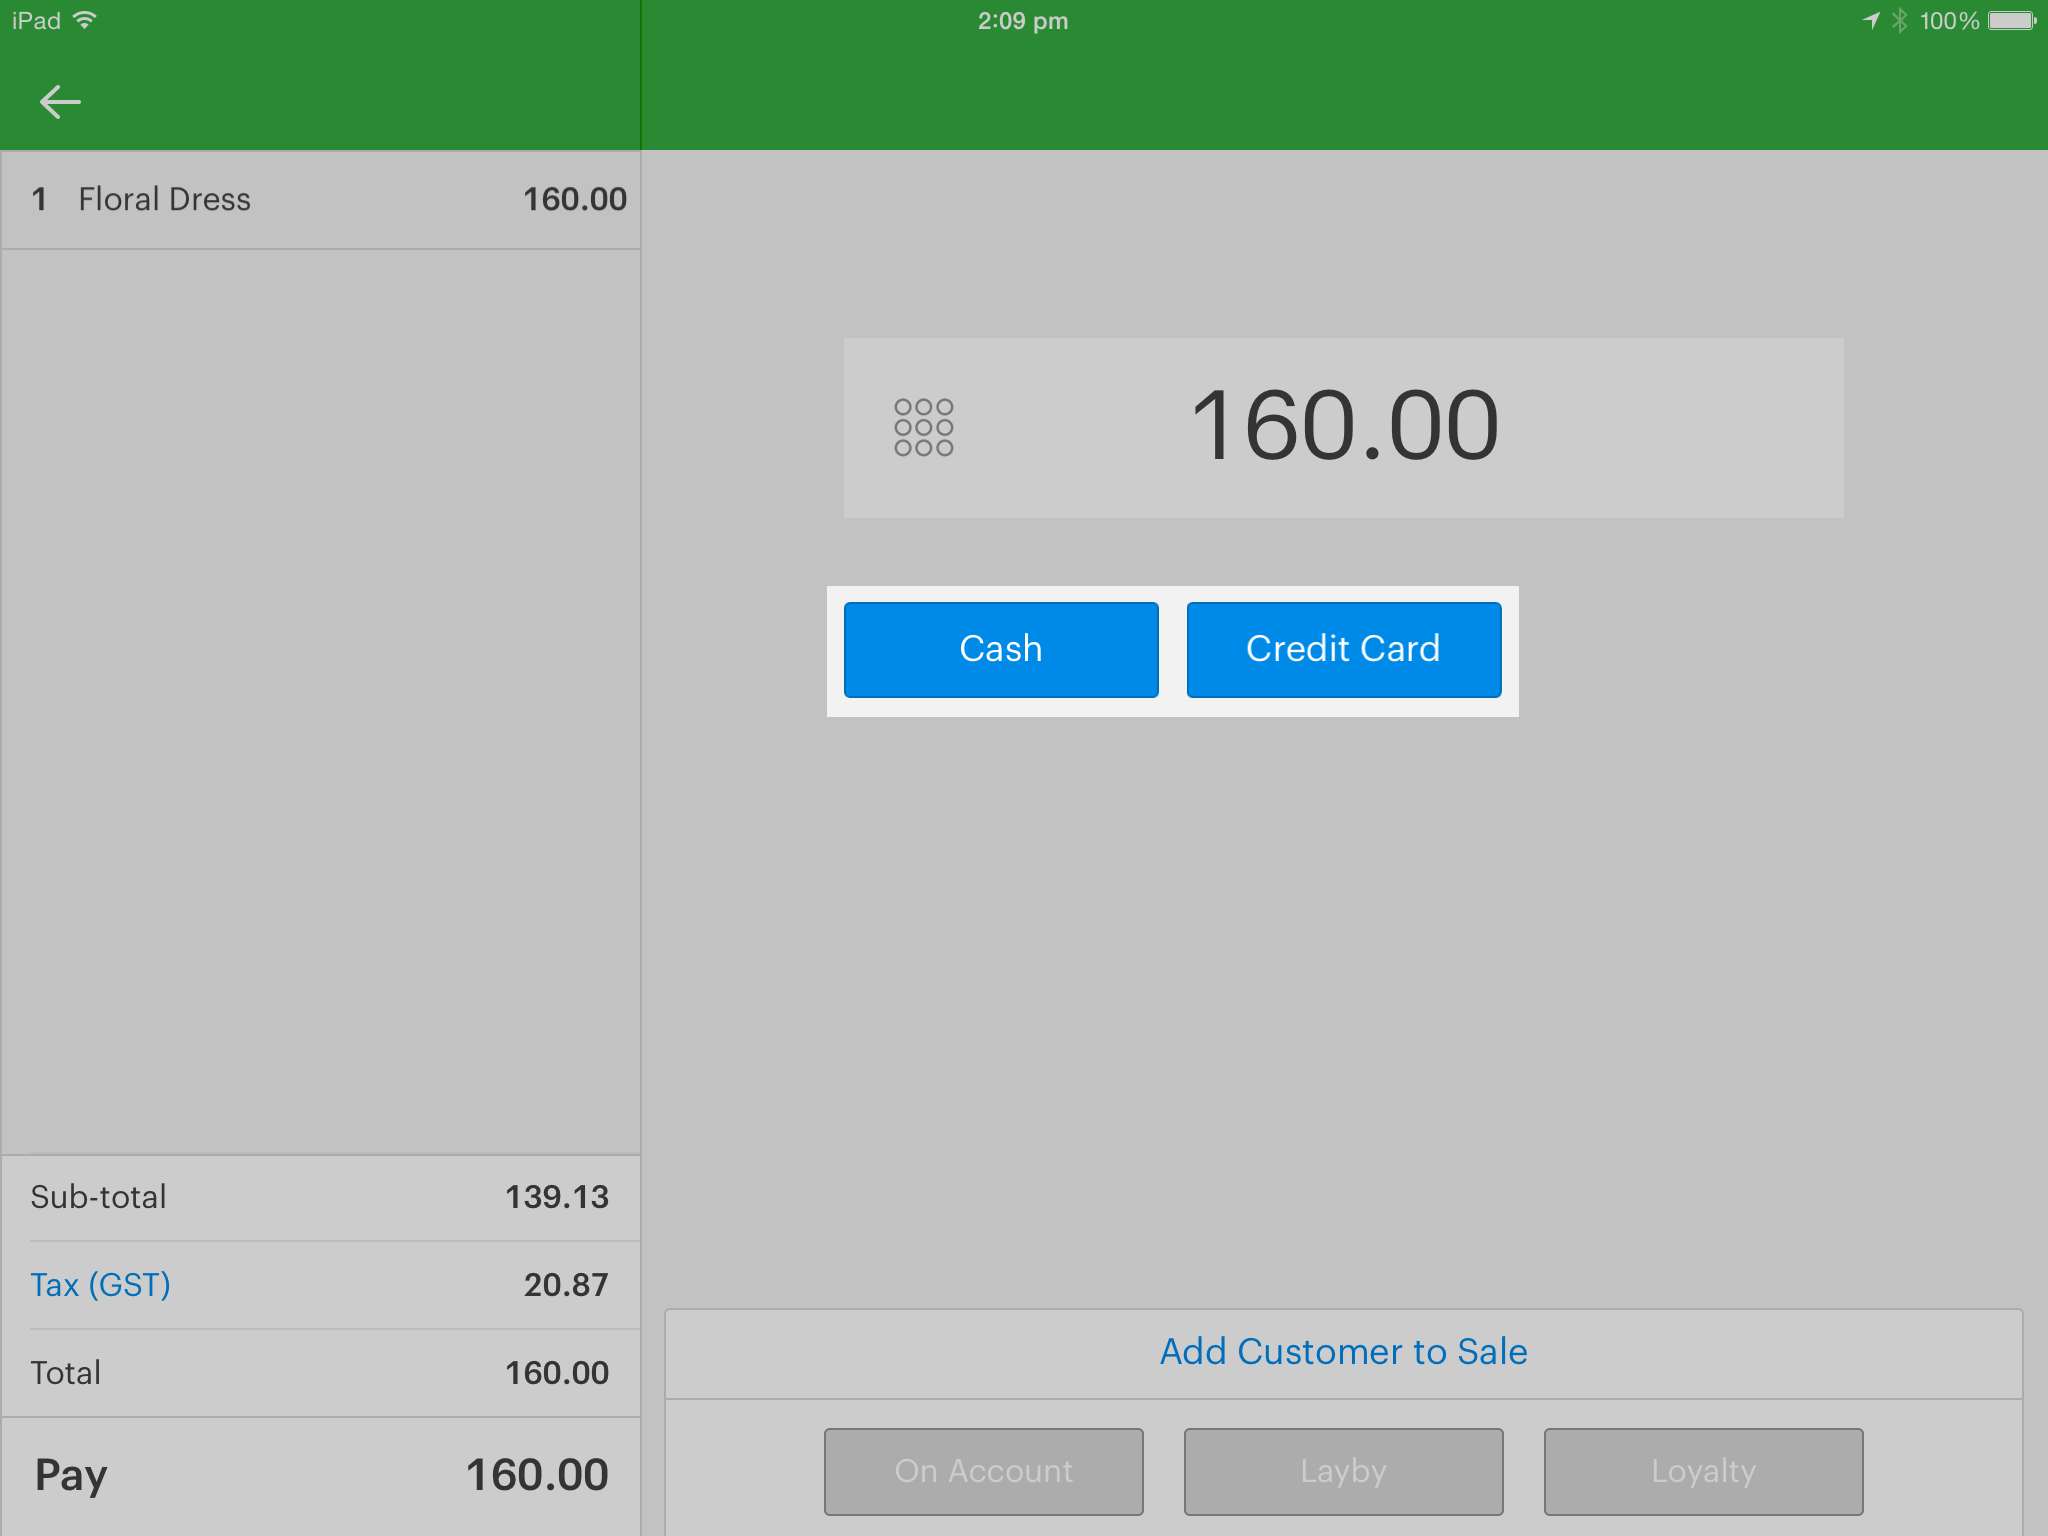 iPad 2:09 pm 100%
1 Floral Dress 160.00
160.00
Cash Credit Card
Sub-total 139.13
Tax (GST) 20.87
Total 160.00
Pay 160.00
Add Customer to Sale
On Account Layby Loyalty